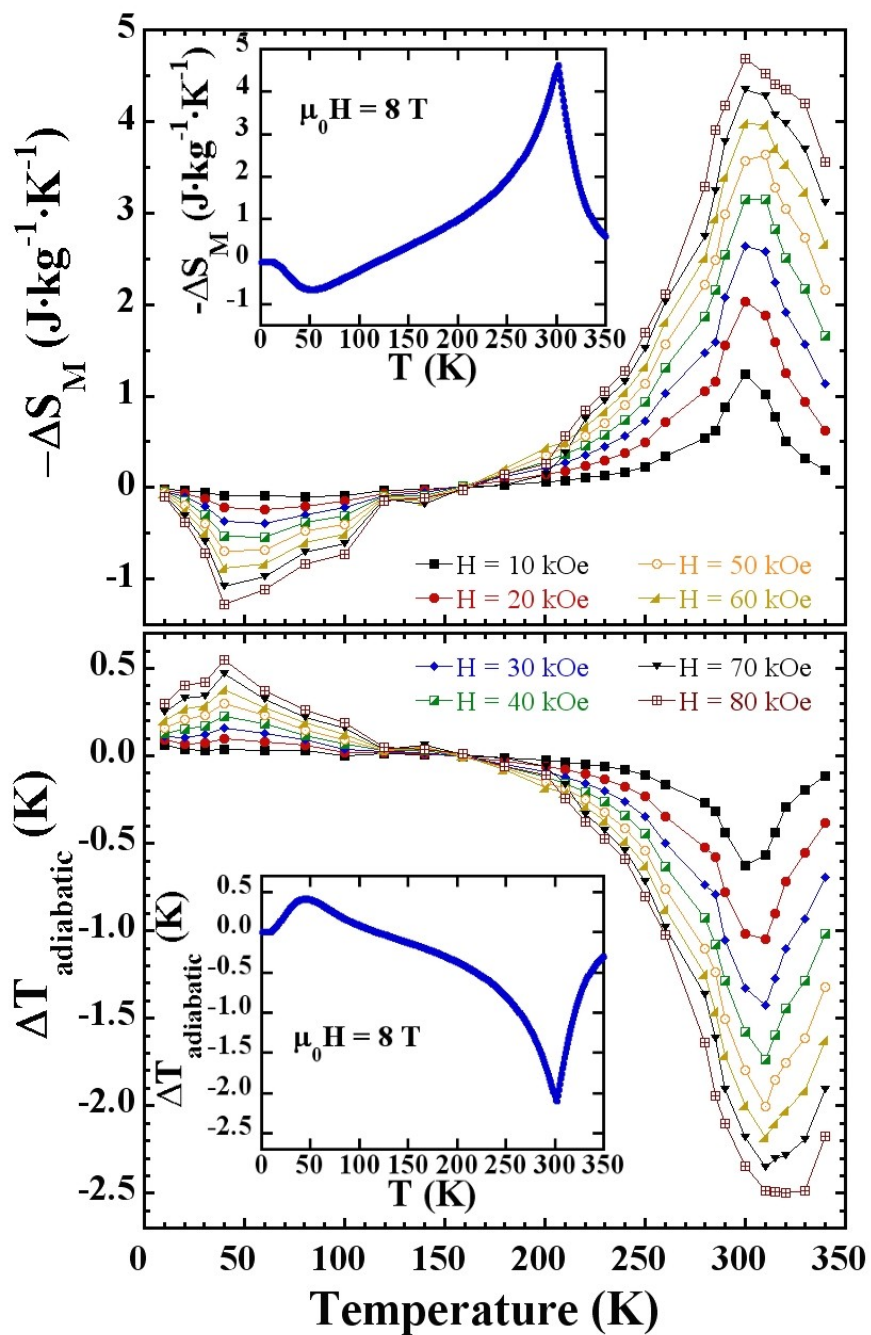 −ΔS_M (J·kg⁻¹·K⁻¹)
5
4
3
2
1
0
-1
-ΔS_M (J·kg⁻¹·K⁻¹)
5
4
3
2
1
0
-1
μ₀H = 8 T
0 50 100 150 200 250 300 350
T (K)
H = 10 kOe
H = 50 kOe
H = 20 kOe
H = 60 kOe
ΔT_adiabatic (K)
0.5
0.0
-0.5
-1.0
-1.5
-2.0
-2.5
H = 30 kOe
H = 70 kOe
H = 40 kOe
H = 80 kOe
ΔT_adiabatic (K)
0.5
0.0
-0.5
-1.0
-1.5
-2.0
-2.5
μ₀H = 8 T
0 50 100 150 200 250 300 350
T (K)
0 50 100 150 200 250 300 350
Temperature (K)